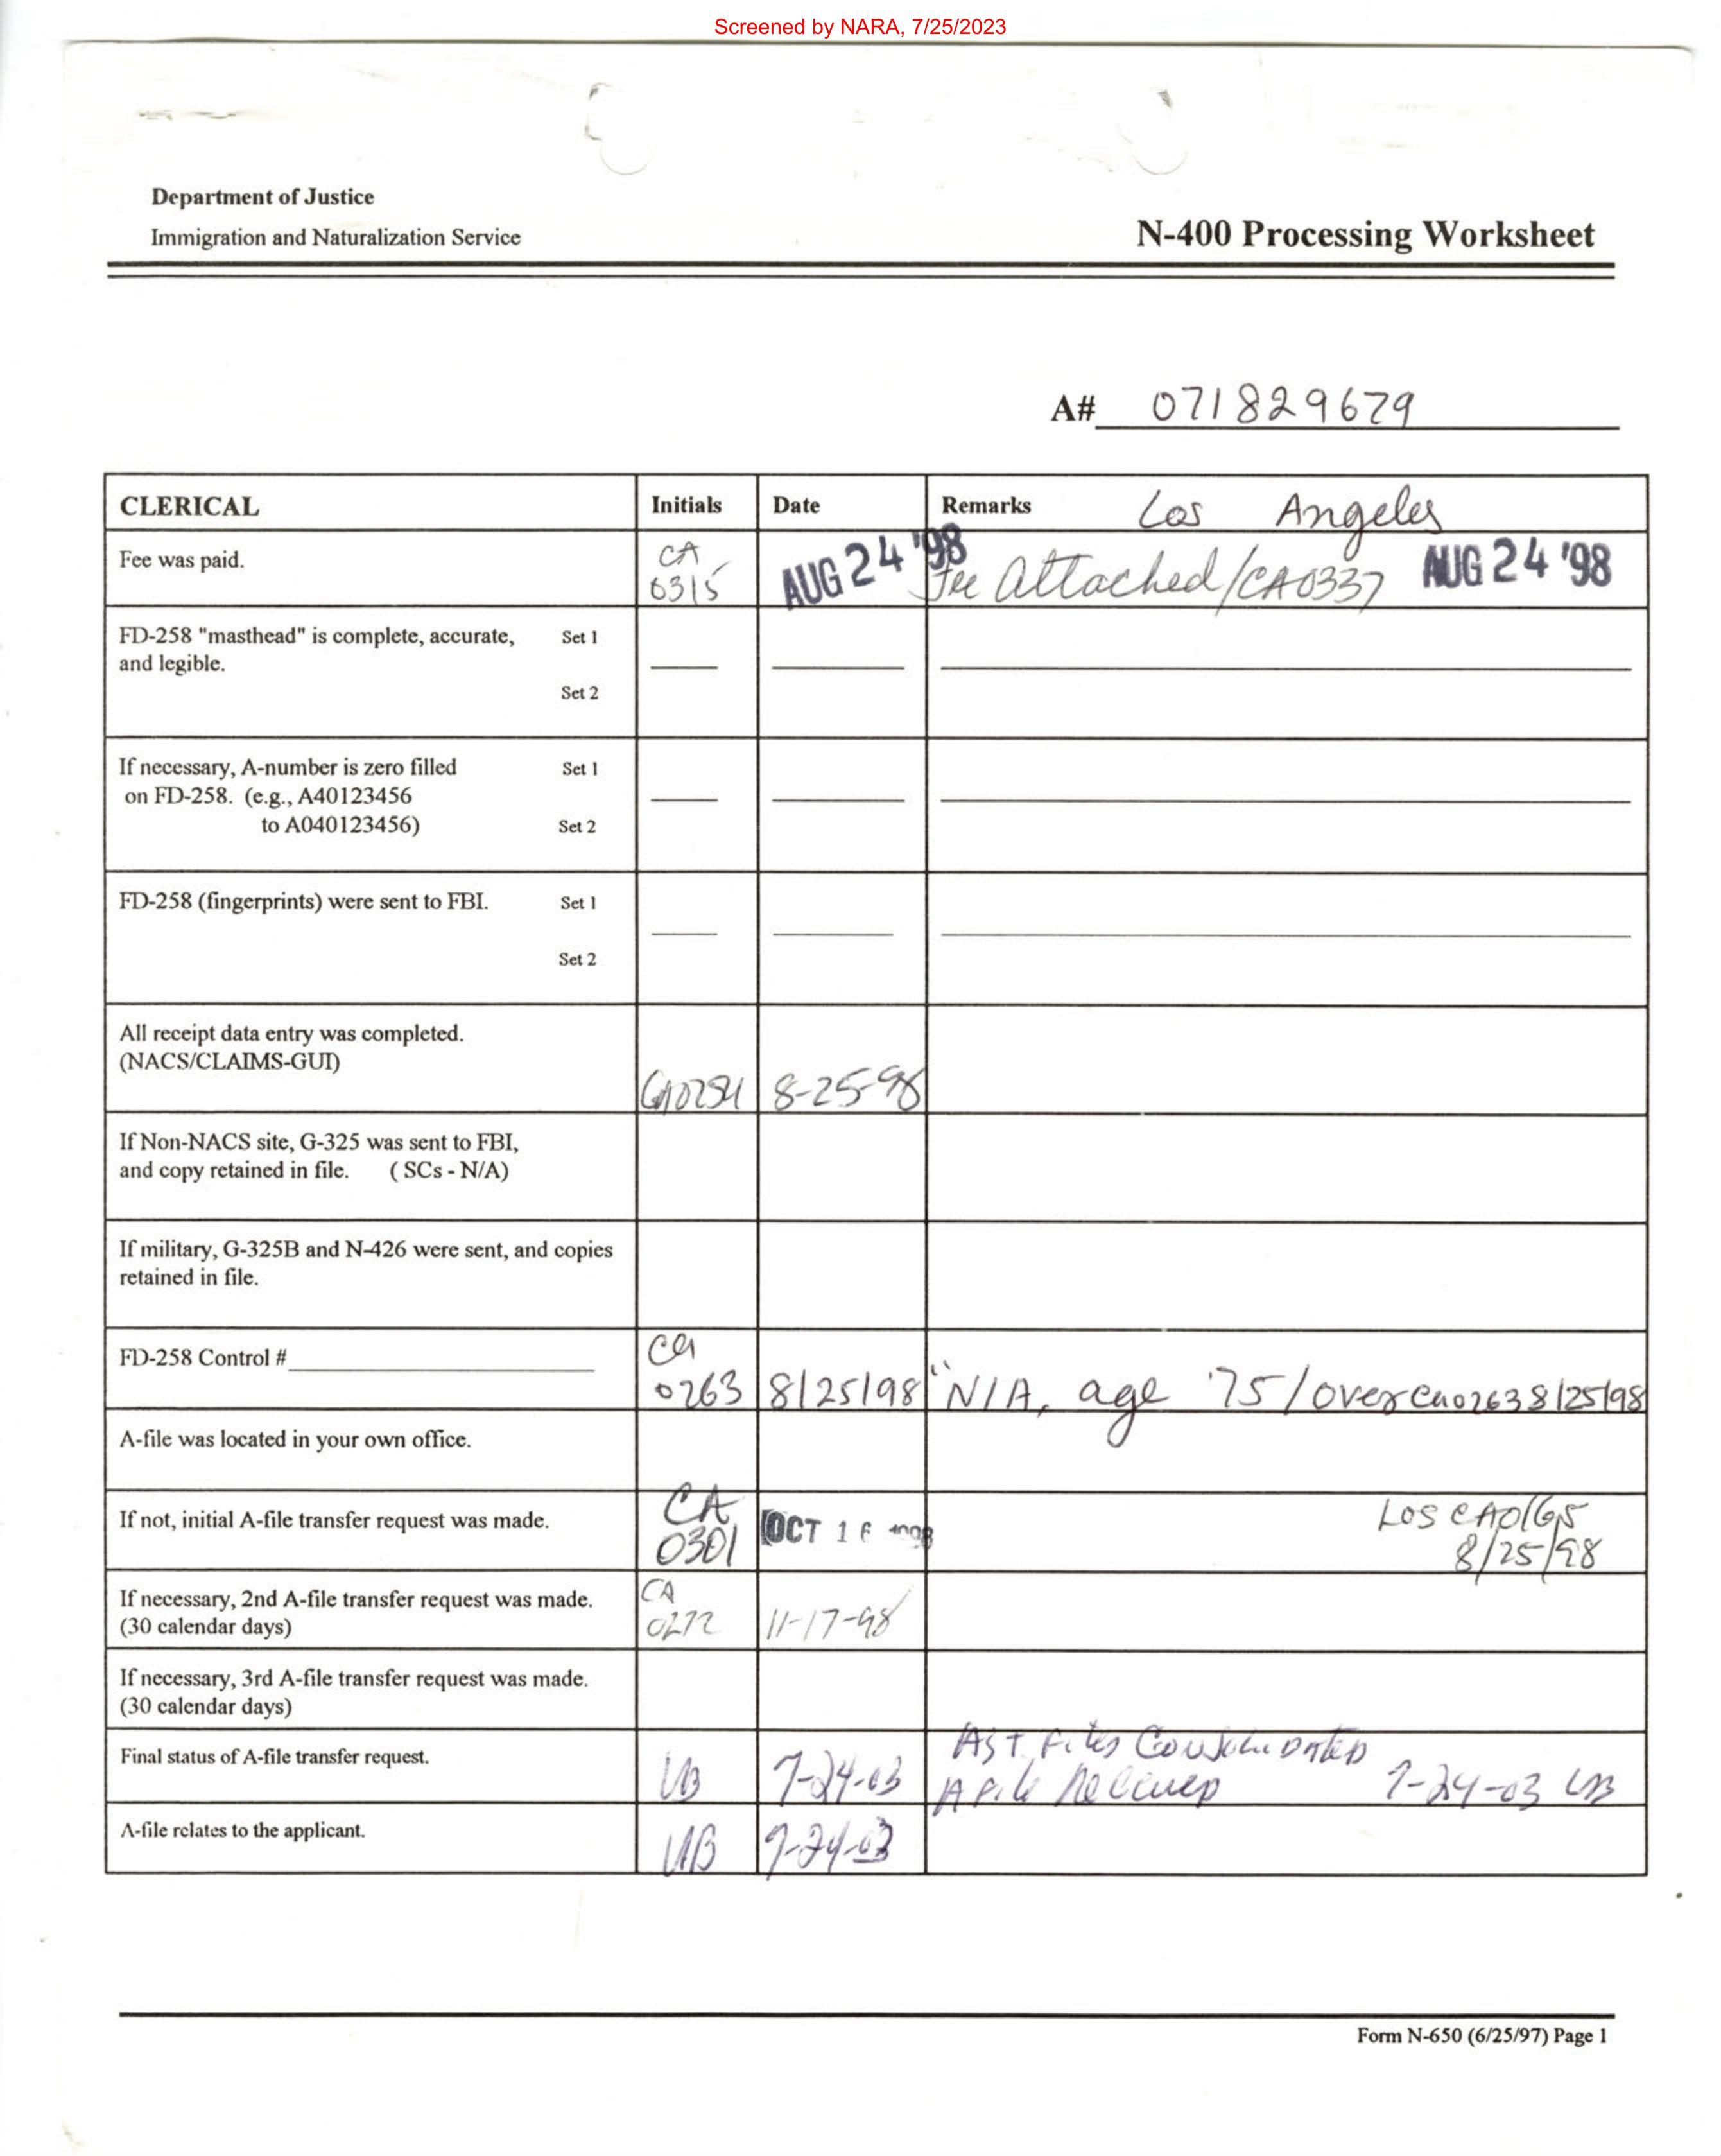 Screened by NARA, 7/25/2023
Department of Justice
Immigration and Naturalization Service
N-400 Processing Worksheet
A# 071829679
CLERICAL Initials Date Remarks Los Angeles
Fee was paid. CA 0315 AUG 24 '98 Fee Attached/CA0337 AUG 24 '98
FD-258 "masthead" is complete, accurate, Set 1
and legible.
Set 2
If necessary, A-number is zero filled Set 1
on FD-258. (e.g., A40123456
to A040123456) Set 2
FD-258 (fingerprints) were sent to FBI. Set 1
Set 2
All receipt data entry was completed.
(NACS/CLAIMS-GUI)
8-25-98
If Non-NACS site, G-325 was sent to FBI,
and copy retained in file. ( SCs - N/A)
If military, G-325B and N-426 were sent, and copies
retained in file.
FD-258 Control # CA
0263 8/25/98 "N/A, age 75/over CA0263 8/25/98
A-file was located in your own office.
If not, initial A-file transfer request was made. CA 0301 OCT 16 1998 LOS CA0165
8/25/98
If necessary, 2nd A-file transfer request was made. CA
(30 calendar days) 0272 11-17-98
If necessary, 3rd A-file transfer request was made.
(30 calendar days)
Final status of A-file transfer request. 7-24-03 A&T Files Consolidated
A File Received 7-24-03
A-file relates to the applicant. 7-24-03
Form N-650 (6/25/97) Page 1